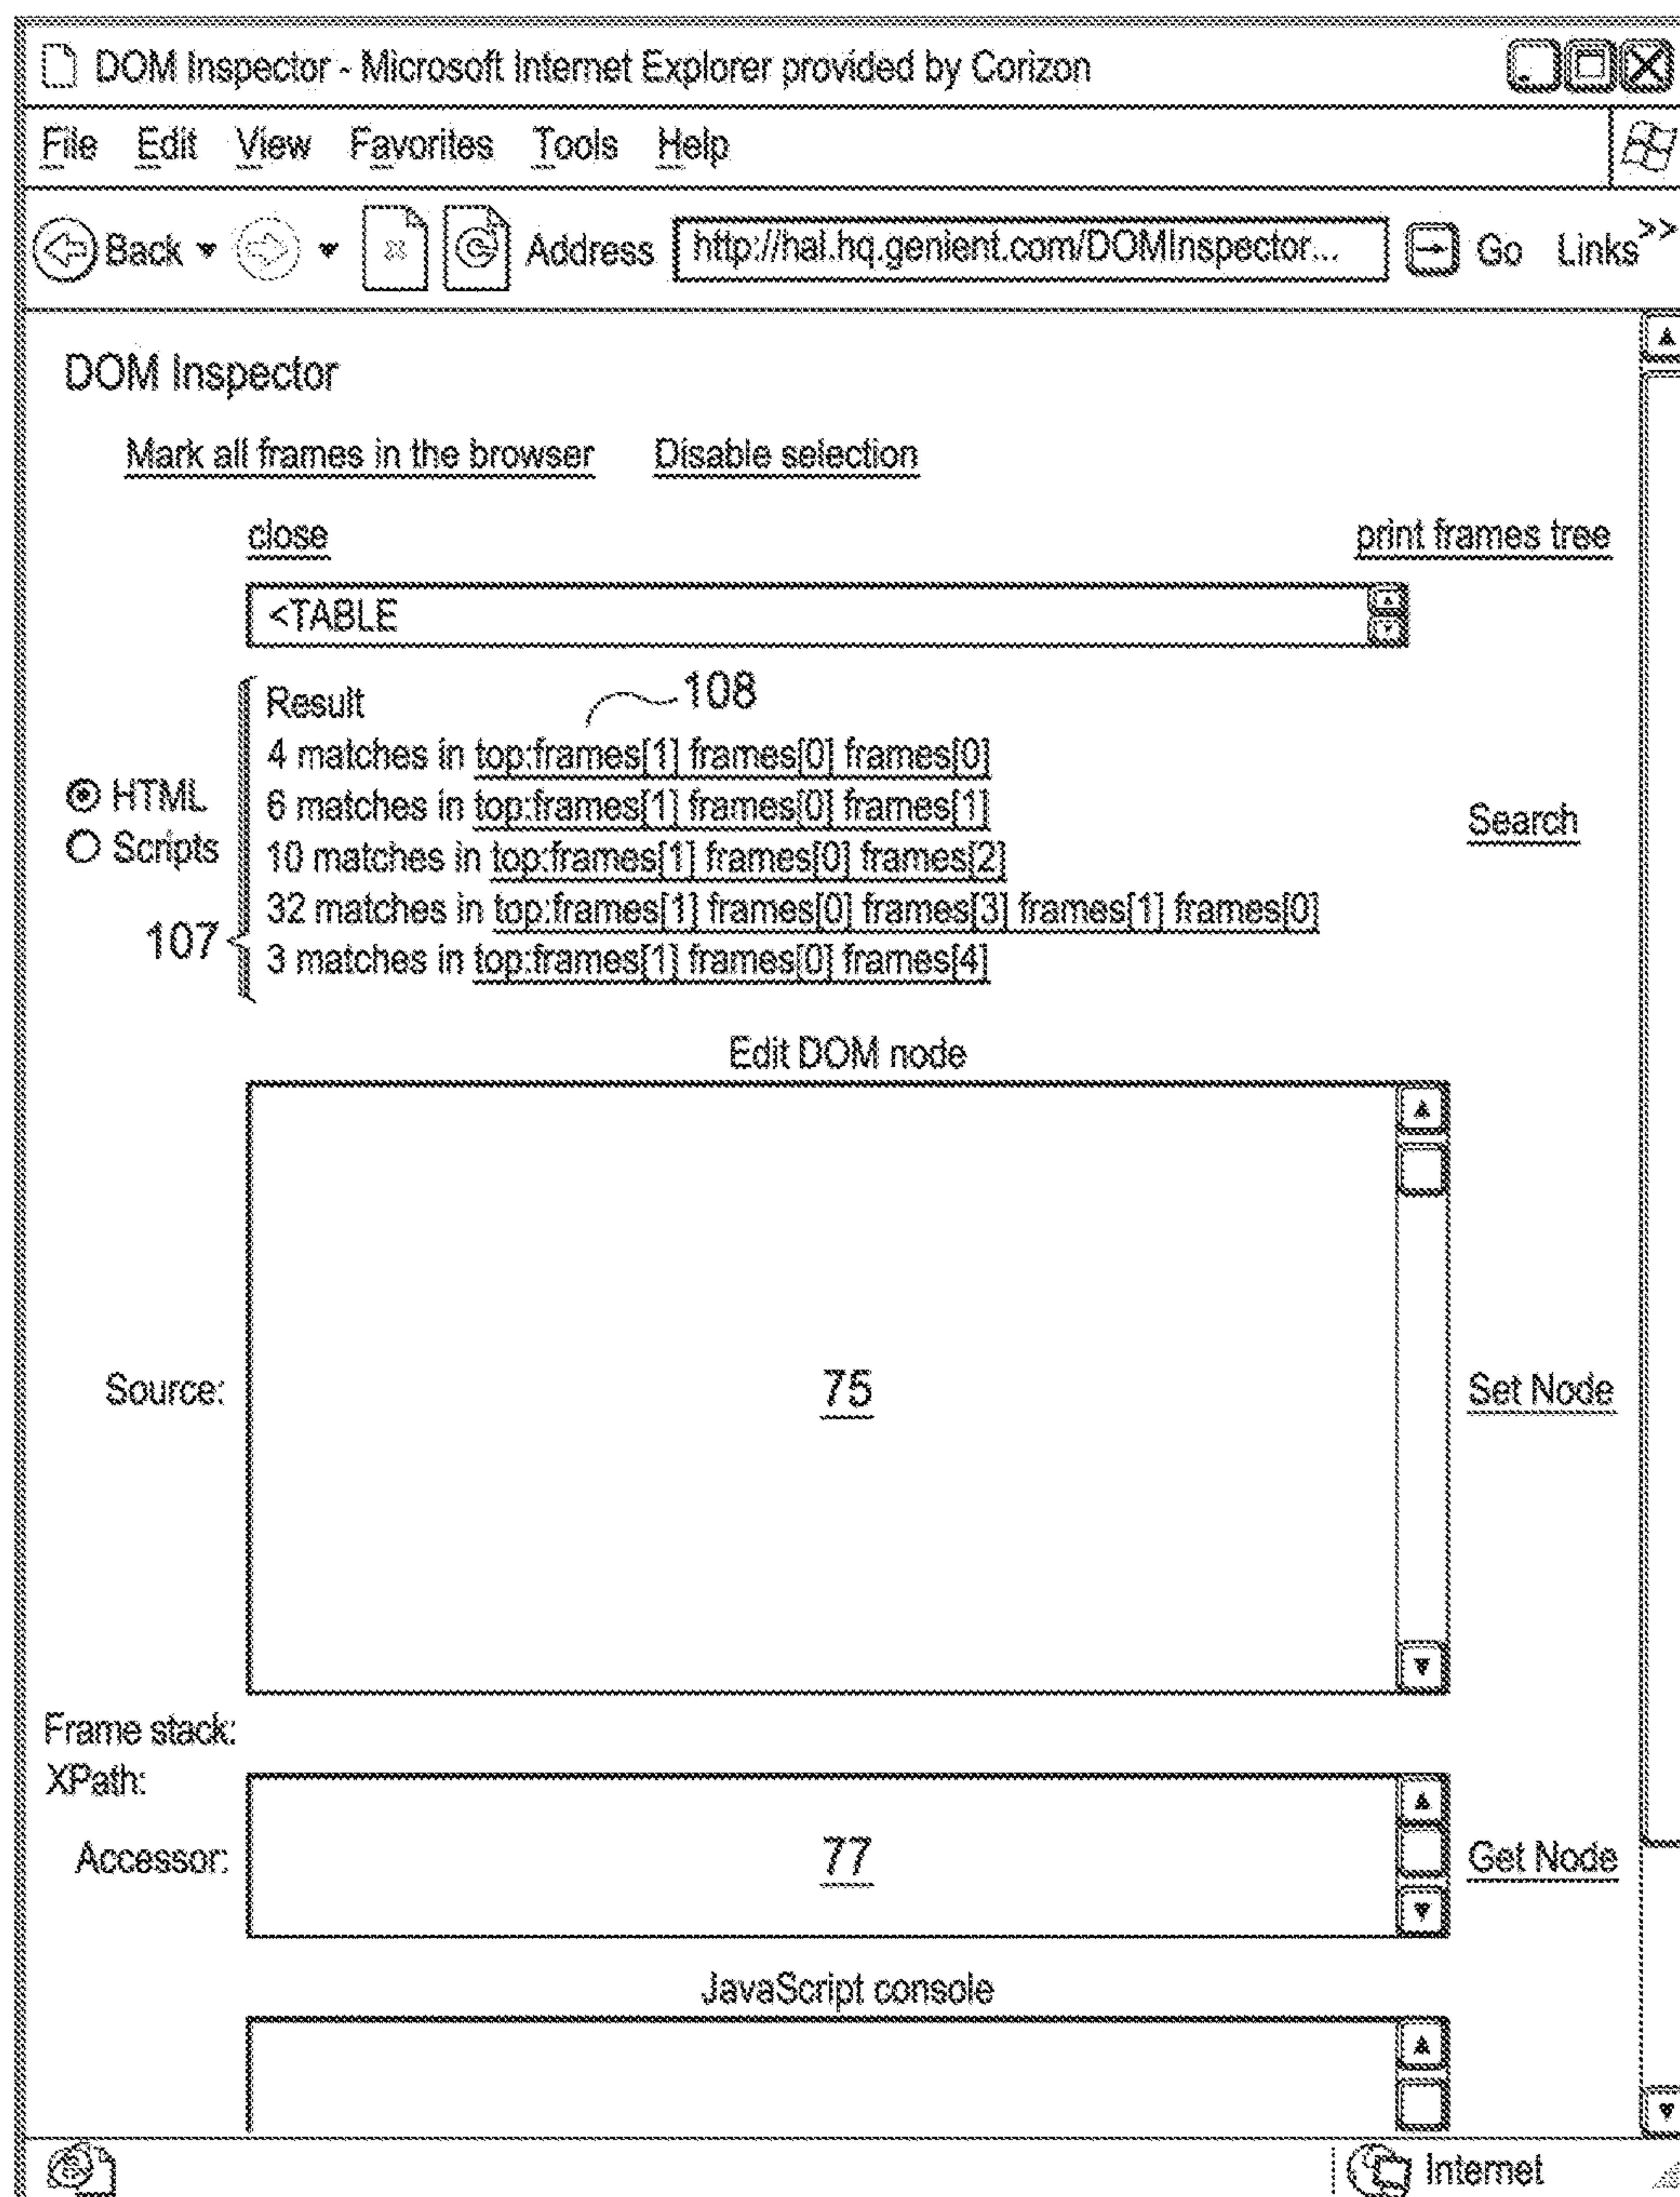 DOM Inspector - Microsoft Internet Explorer provided by Corizon
File Edit View Favorites Tools Help
Back Address http://hal.hq.genient.com/DOMInspector... Go Links >>
DOM Inspector
Mark all frames in the browser Disable selection
close print frames tree
<TABLE
108
Result
4 matches in top:frames[1] frames[0] frames[0]
HTML
6 matches in top:frames[1] frames[0] frames[1]
Search
Scripts
10 matches in top:frames[1] frames[0] frames[2]
32 matches in top:frames[1] frames[0] frames[3] frames[1] frames[0]
107
3 matches in top:frames[1] frames[0] frames[4]
Edit DOM node
Source: 75 Set Node
Frame stack:
XPath:
Accessor: 77 Get Node
JavaScript console
Internet